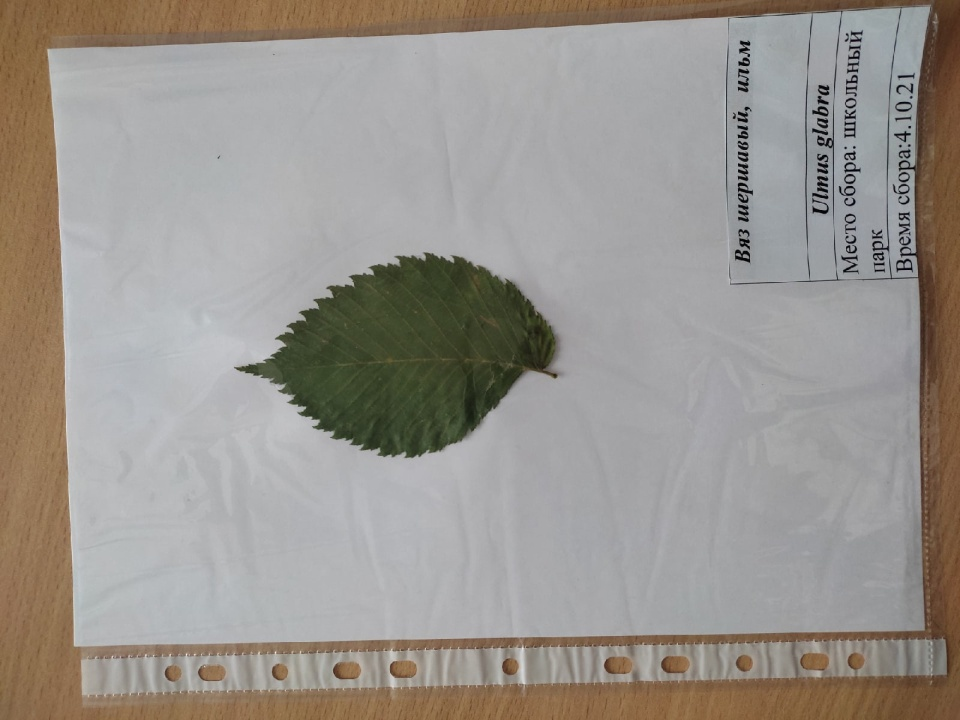 Вяз шершавый, ильм
Ulmus glabra
Место сбора: школьный
парк
Время сбора:4.10.21